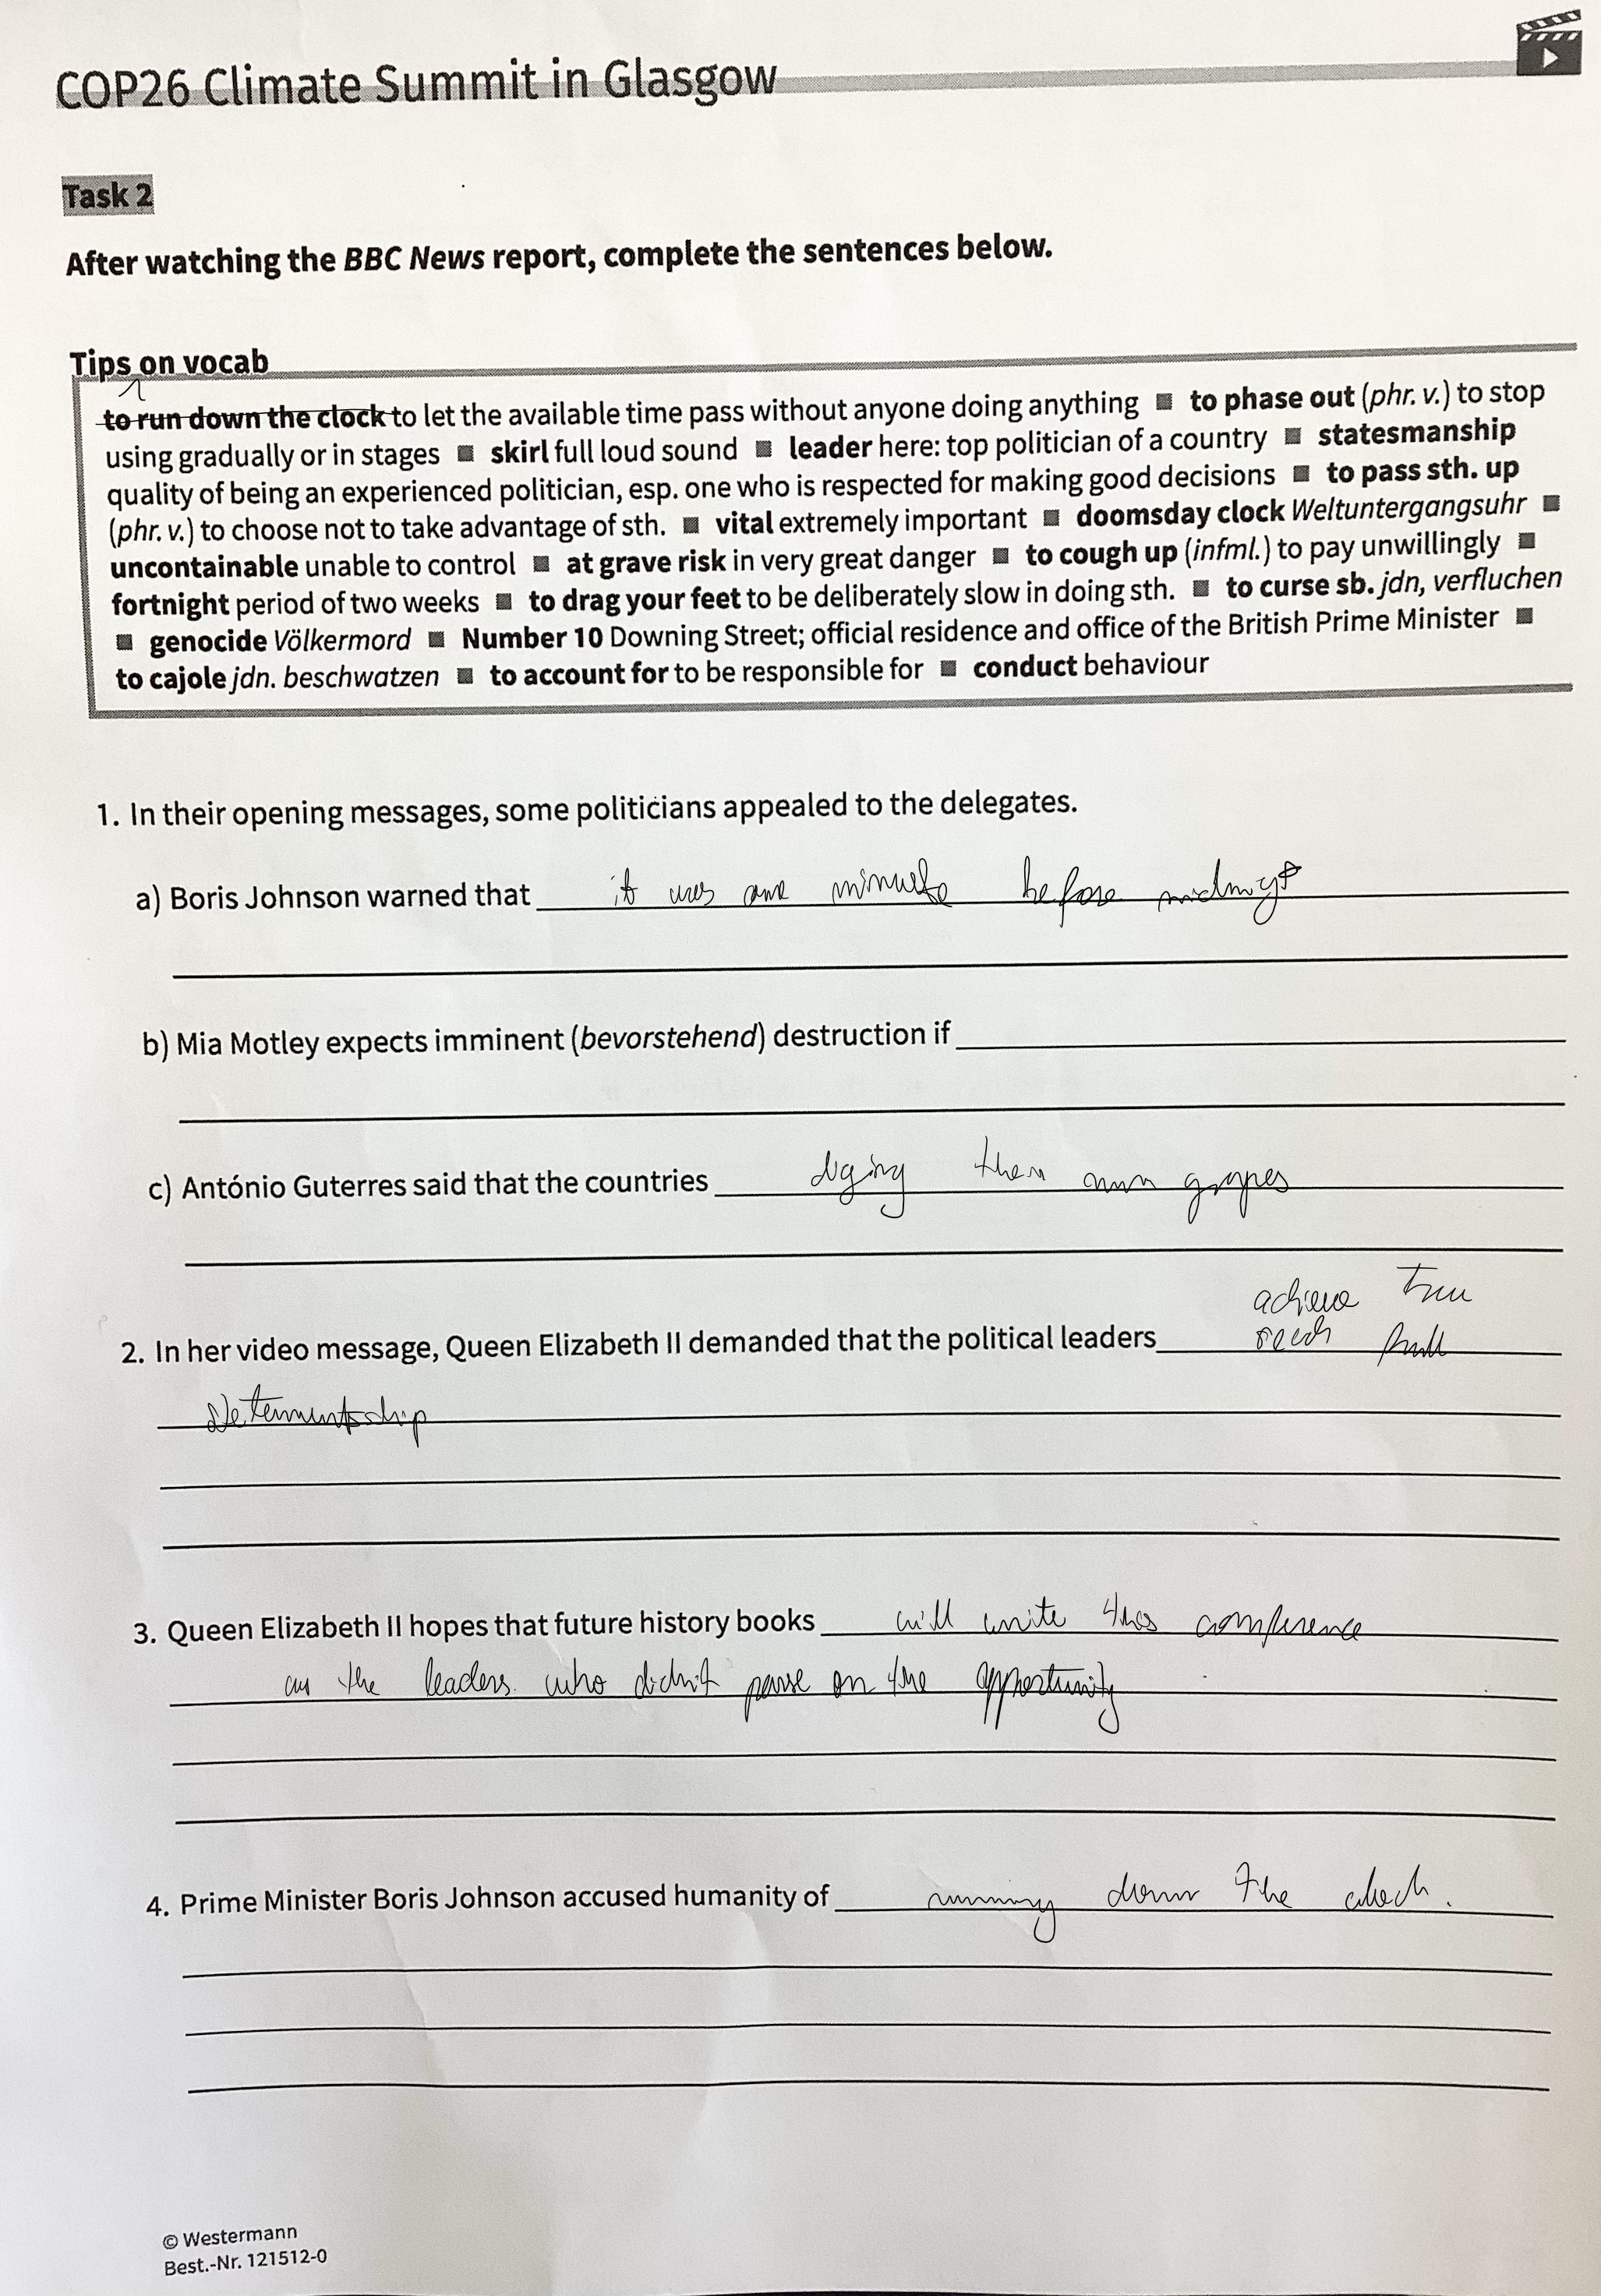 COP26 Climate Summit in Glasgow
Task 2
After watching the BBC News report, complete the sentences below.
Tips on vocab
to run down the clock to let the available time pass without anyone doing anything ■ to phase out (phr. v.) to stop
using gradually or in stages ■ skirl full loud sound ■ leader here: top politician of a country ■ statesmanship
quality of being an experienced politician, esp. one who is respected for making good decisions ■ to pass sth. up
(phr. v.) to choose not to take advantage of sth. ■ vital extremely important ■ doomsday clock Weltuntergangsuhr ■
uncontainable unable to control ■ at grave risk in very great danger ■ to cough up (infml.) to pay unwillingly ■
fortnight period of two weeks ■ to drag your feet to be deliberately slow in doing sth. ■ to curse sb. jdn, verfluchen
■ genocide Völkermord ■ Number 10 Downing Street; official residence and office of the British Prime Minister ■
to cajole jdn. beschwatzen ■ to account for to be responsible for ■ conduct behaviour
1. In their opening messages, some politicians appealed to the delegates.
a) Boris Johnson warned that it was one minute before
b) Mia Motley expects imminent (bevorstehend) destruction if
c) António Guterres said that the countries own
achieve true
2. In her video message, Queen Elizabeth II demanded that the political leaders
3. Queen Elizabeth II hopes that future history books will write this conference
as the leaders who didn't on the opportunity
4. Prime Minister Boris Johnson accused humanity of running down the clock.
© Westermann
Best.-Nr. 121512-0